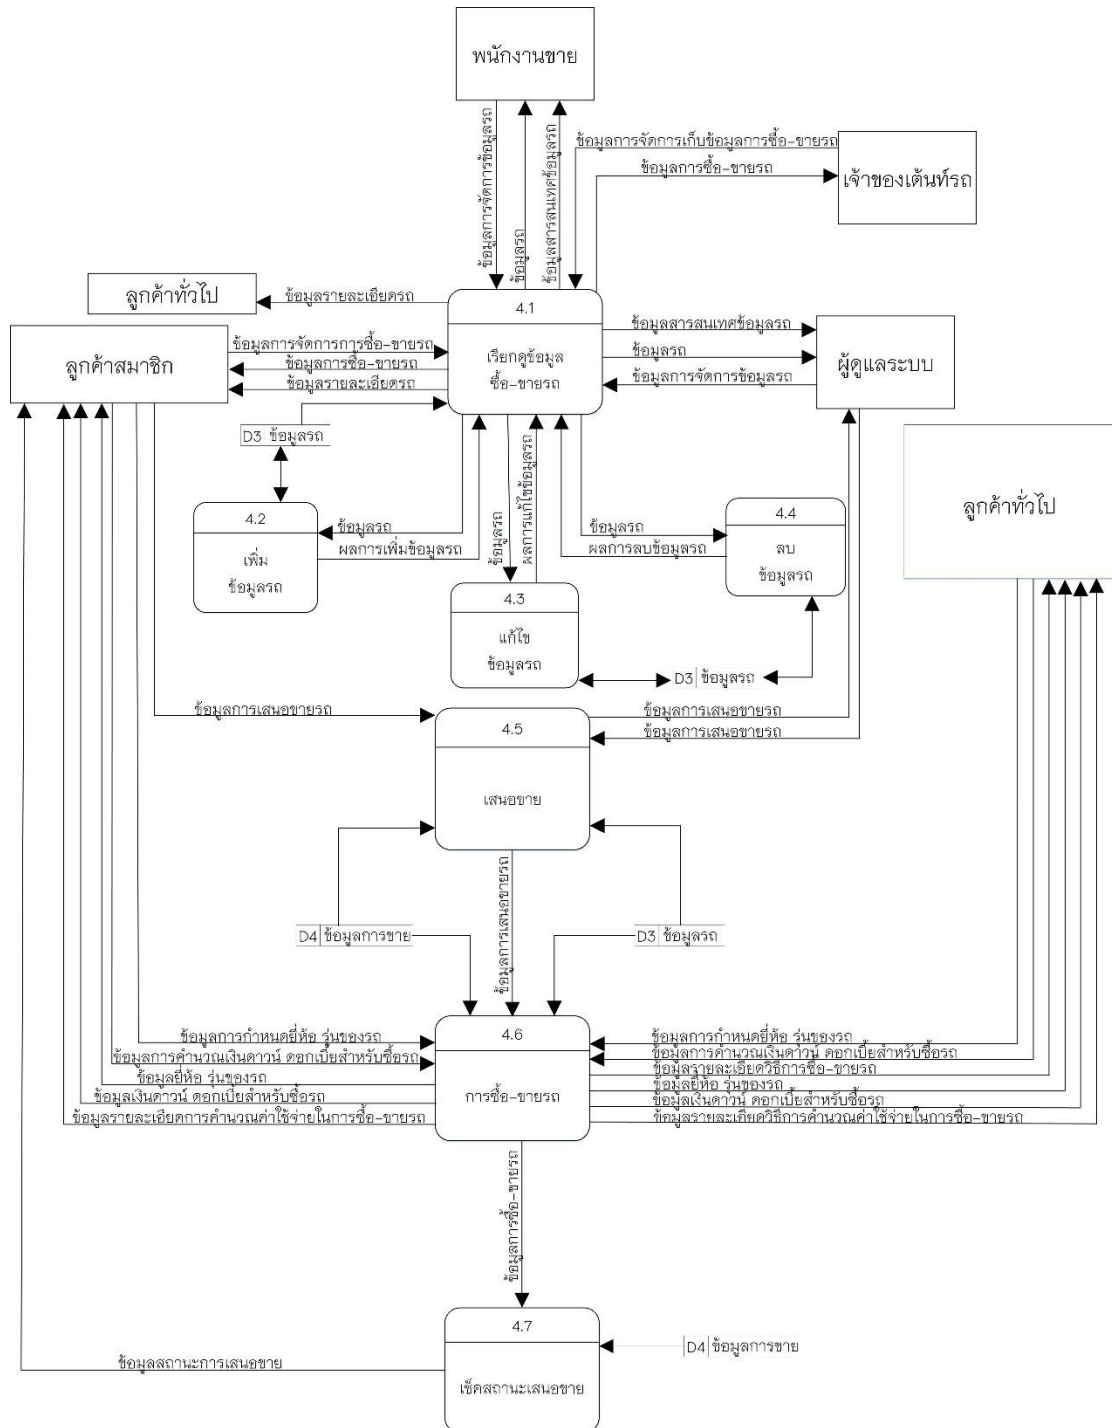 พนักงานขาย
ข้อมูลการจัดการข้อมูลรถ
ข้อมูลรถ
ข้อมูลสารสนเทศข้อมูลรถ
ข้อมูลการจัดการเก็บข้อมูลการซื้อ-ขายรถ
ข้อมูลการซื้อ-ขายรถ
เจ้าของเต้นท์รถ
ลูกค้าทั่วไป
ข้อมูลรายละเอียดรถ
ลูกค้าสมาชิก
ข้อมูลการจัดการการซื้อ-ขายรถ
ข้อมูลการซื้อ-ขายรถ
ข้อมูลรายละเอียดรถ
4.1
เรียกดูข้อมูล
ซื้อ-ขายรถ
ข้อมูลสารสนเทศข้อมูลรถ
ข้อมูลรถ
ข้อมูลการจัดการข้อมูลรถ
ผู้ดูแลระบบ
D3 ข้อมูลรถ
4.2
เพิ่ม
ข้อมูลรถ
ข้อมูลรถ
ผลการเพิ่มข้อมูลรถ
ข้อมูลรถ
ผลการแก้ไขข้อมูลรถ
ข้อมูลรถ
ผลการลบข้อมูลรถ
4.4
ลบ
ข้อมูลรถ
ลูกค้าทั่วไป
4.3
แก้ไข
ข้อมูลรถ
D3 ข้อมูลรถ
ข้อมูลการเสนอขายรถ
4.5
เสนอขาย
ข้อมูลการเสนอขายรถ
ข้อมูลการเสนอขายรถ
D4 ข้อมูลการขาย
ข้อมูลการเสนอขายรถ
D3 ข้อมูลรถ
ข้อมูลการกำหนดยี่ห้อ รุ่นของรถ
ข้อมูลการคำนวณเงินดาวน์ ดอกเบี้ยสำหรับซื้อรถ
ข้อมูลยี่ห้อ รุ่นของรถ
ข้อมูลเงินดาวน์ ดอกเบี้ยสำหรับซื้อรถ
ข้อมูลรายละเอียดการคำนวณค่าใช้จ่ายในการซื้อ-ขายรถ
4.6
การซื้อ-ขายรถ
ข้อมูลการกำหนดยี่ห้อ รุ่นของรถ
ข้อมูลการคำนวณเงินดาวน์ ดอกเบี้ยสำหรับซื้อรถ
ข้อมูลรายละเอียดวิธีการซื้อ-ขายรถ
ข้อมูลยี่ห้อ รุ่นของรถ
ข้อมูลเงินดาวน์ ดอกเบี้ยสำหรับซื้อรถ
ข้อมูลรายละเอียดวิธีการคำนวณค่าใช้จ่ายในการซื้อ-ขายรถ
ข้อมูลการซื้อ-ขายรถ
4.7
เช็คสถานะเสนอขาย
D4 ข้อมูลการขาย
ข้อมูลสถานะการเสนอขาย